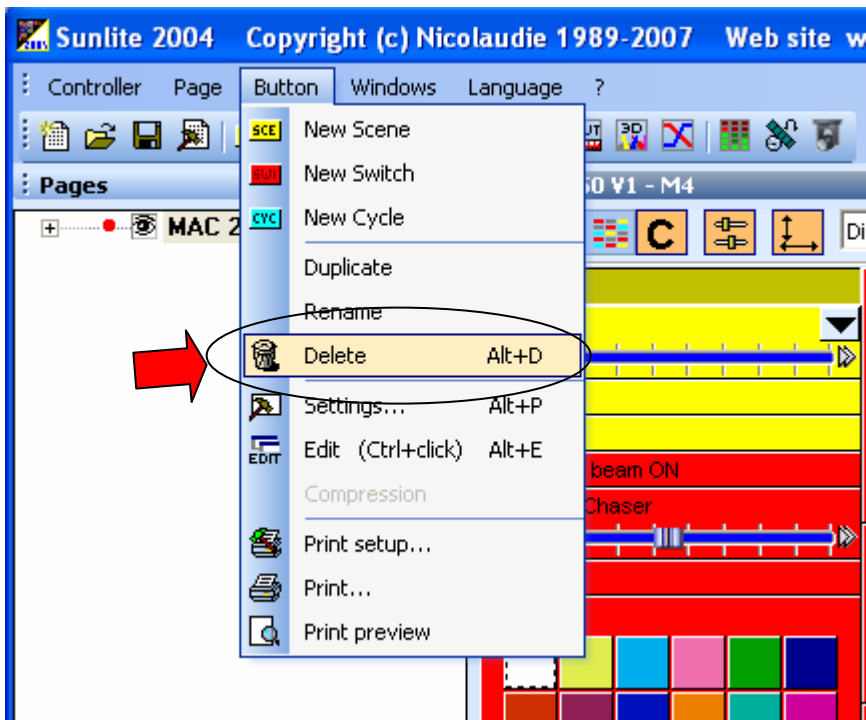 Sunlite 2004 Copyright (c) Nicolaudie 1989-2007 Web site
Controller Page Button Windows Language ?
Pages
50 V1 - M4
MAC 2
SCE New Scene
SWI New Switch
CYC New Cycle
Duplicate
Rename
Delete Alt+D
Settings... Alt+P
EDIT Edit (Ctrl+click) Alt+E
Compression
Print setup...
Print...
Print preview
3D
C
Di
beam ON
Chaser